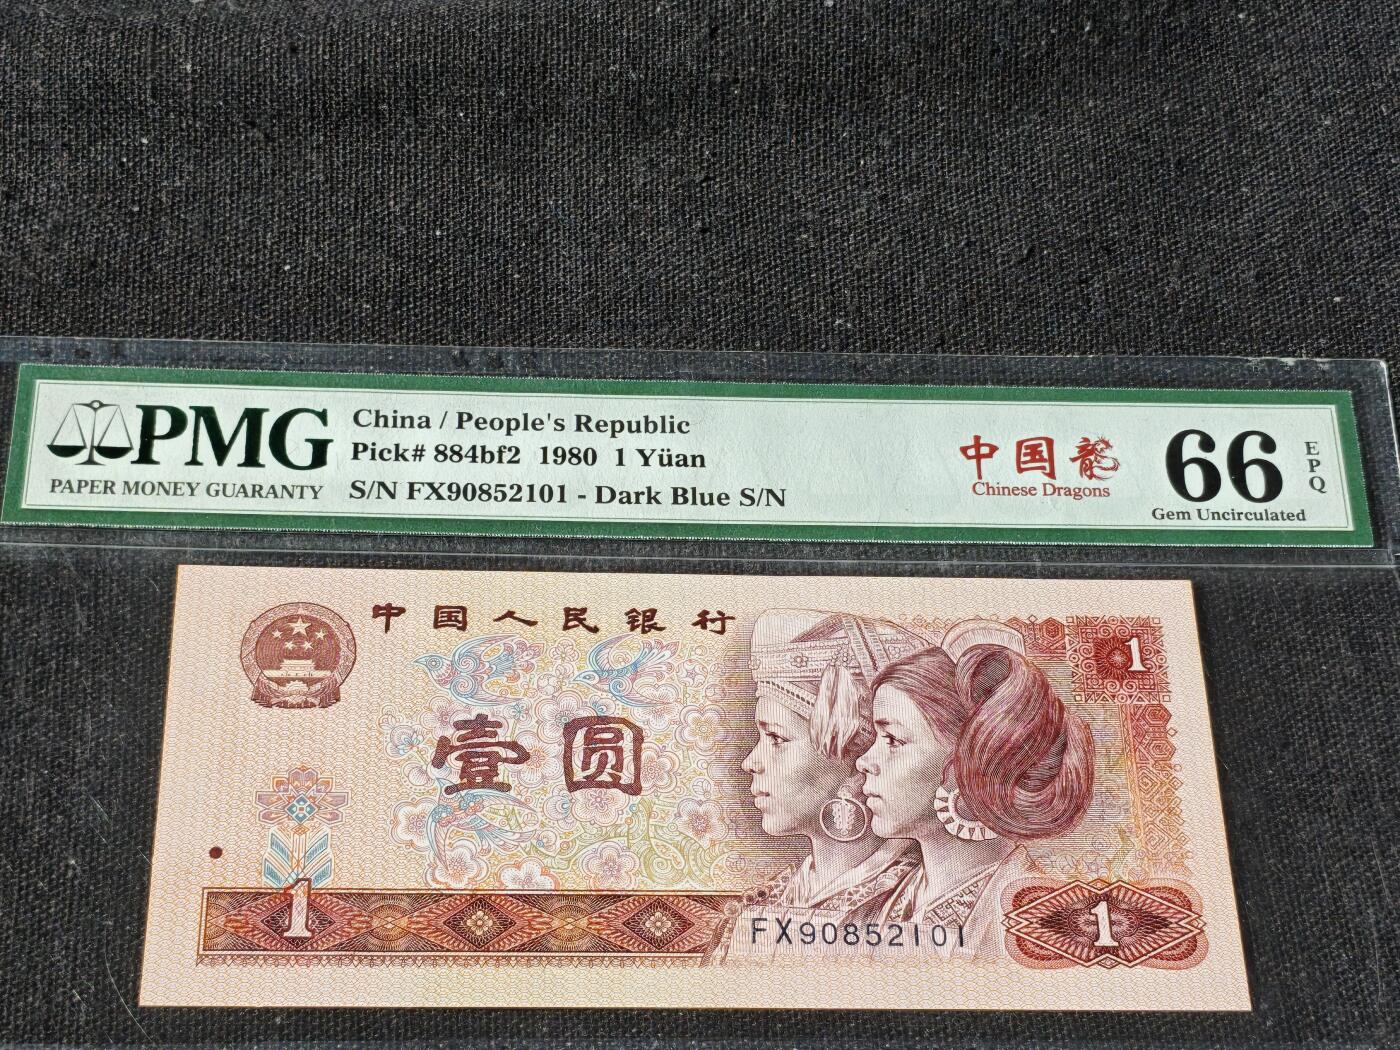 PMG
PAPER MONEY GUARANTY
China / People's Republic
Pick# 884bf2 1980 1 Yüan
S/N FX90852101 - Dark Blue S/N
中国龍
Chinese Dragons
66
EPQ
Gem Uncirculated
中国人民银行
1
壹圆
1
FX90852101
1